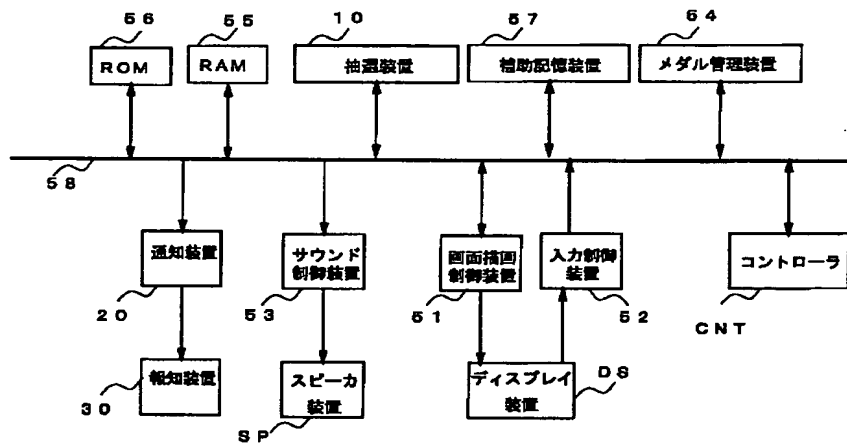 56
55
10
57
54
ROM
RAM
抽選装置
補助記憶装置
メダル管理装置
58
通知装置
サウンド
制御装置
画面描画
制御装置
入力制御
装置
コントローラ
20
53
51
52
CNT
報知装置
スピーカ
装置
ディスプレイ
装置
DS
30
SP